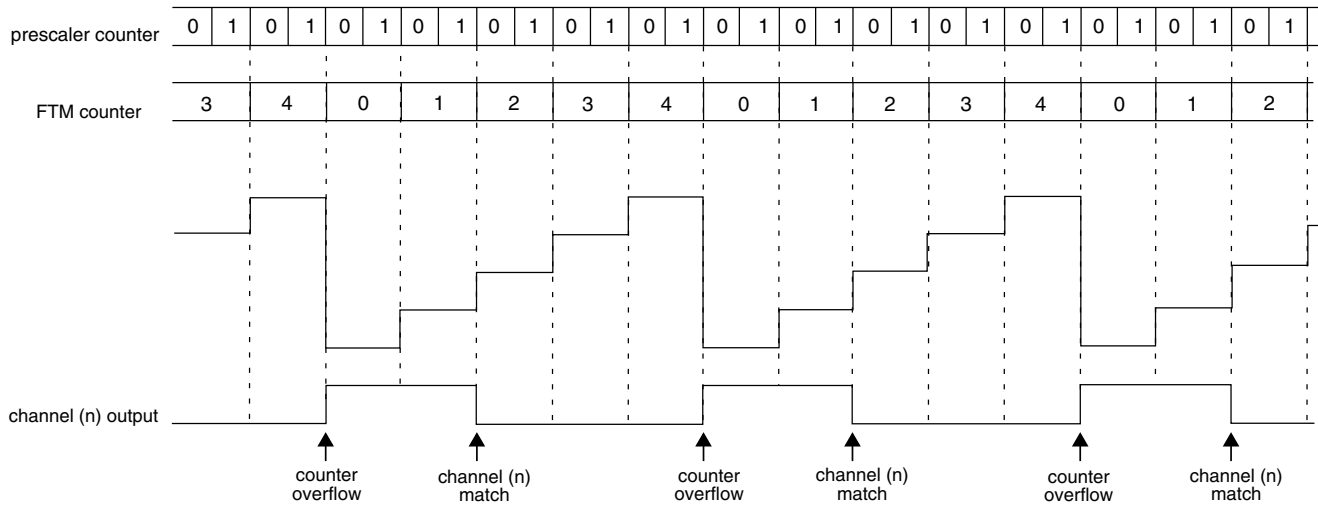 prescaler counter 0 1 0 1 0 1 0 1 0 1 0 1 0 1 0 1 0 1 0 1 0 1 0 1 0 1 0 1 0 1
FTM counter 3 4 0 1 2 3 4 0 1 2 3 4 0 1 2
channel (n) output
counter overflow
channel (n) match
counter overflow
channel (n) match
counter overflow
channel (n) match